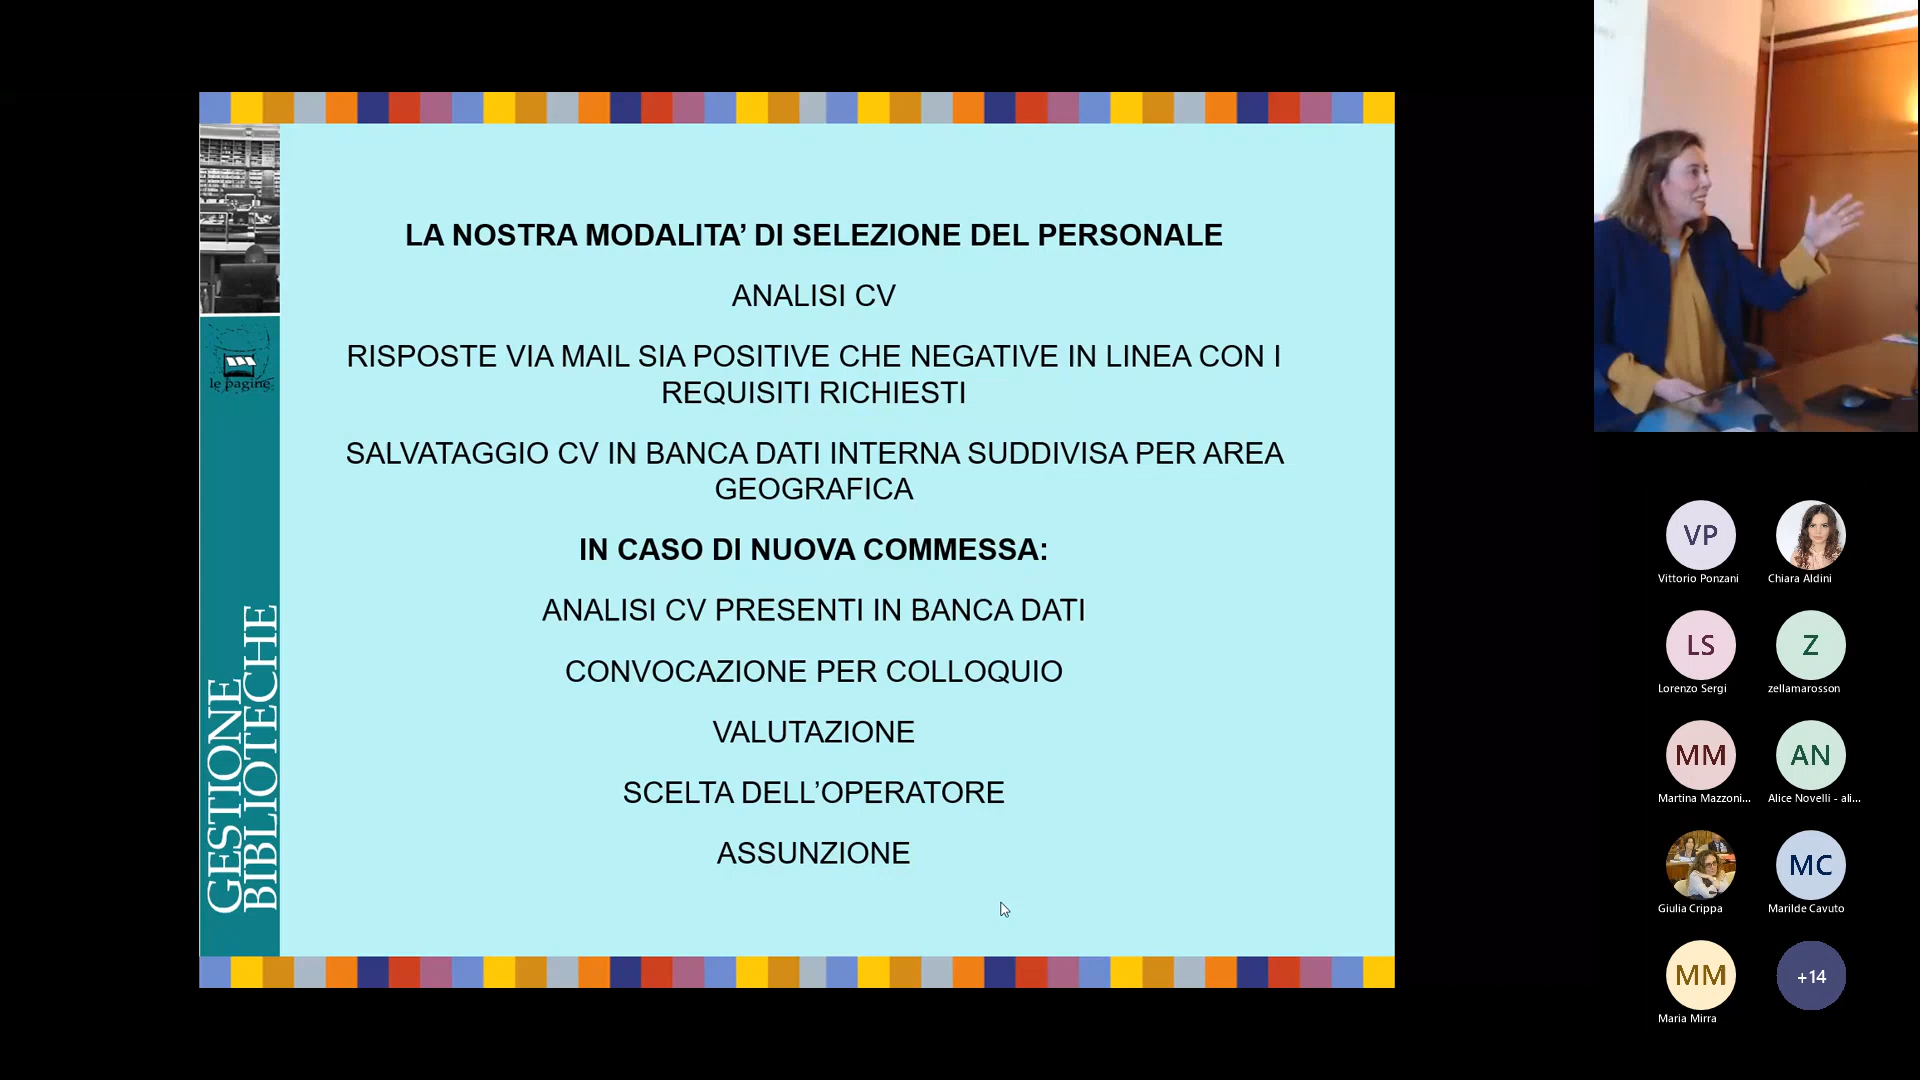 LA NOSTRA MODALITA’ DI SELEZIONE DEL PERSONALE
ANALISI CV
RISPOSTE VIA MAIL SIA POSITIVE CHE NEGATIVE IN LINEA CON I
REQUISITI RICHIESTI
SALVATAGGIO CV IN BANCA DATI INTERNA SUDDIVISA PER AREA
GEOGRAFICA
IN CASO DI NUOVA COMMESSA:
ANALISI CV PRESENTI IN BANCA DATI
CONVOCAZIONE PER COLLOQUIO
VALUTAZIONE
SCELTA DELL’OPERATORE
ASSUNZIONE
le pagine
GESTIONE
BIBLIOTECHE
VP
Vittorio Ponzani
Chiara Aldini
LS
Lorenzo Sergi
Z
zellamarosson
MM
Martina Mazzoni...
AN
Alice Novelli - ali...
Giulia Crippa
MC
Marilde Cavuto
MM
Maria Mirra
+14